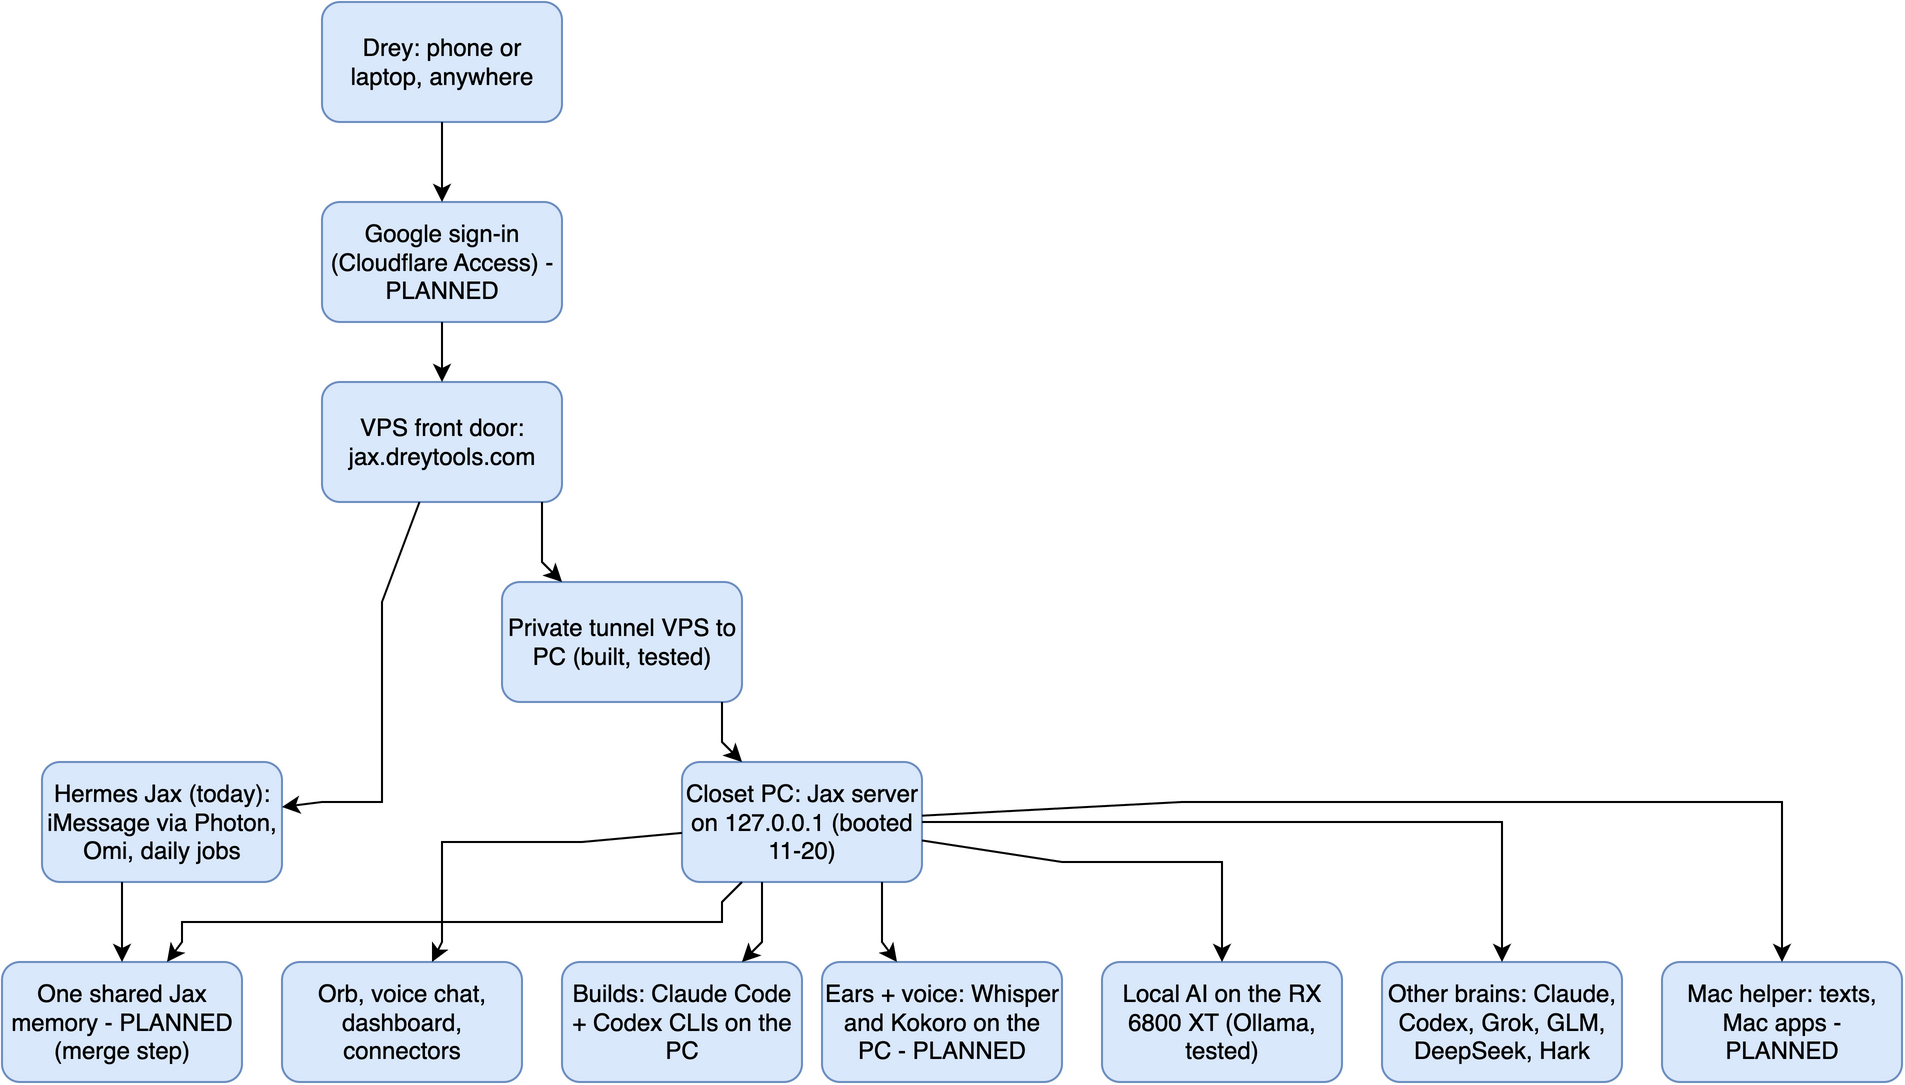 Drey: phone or
laptop, anywhere
Google sign-in
(Cloudflare Access) -
PLANNED
VPS front door:
jax.dreytools.com
Private tunnel VPS to
PC (built, tested)
Hermes Jax (today):
iMessage via Photon,
Omi, daily jobs
Closet PC: Jax server
on 127.0.0.1 (booted
11-20)
One shared Jax
memory - PLANNED
(merge step)
Orb, voice chat,
dashboard,
connectors
Builds: Claude Code
+ Codex CLIs on the
PC
Ears + voice: Whisper
and Kokoro on the
PC - PLANNED
Local AI on the RX
6800 XT (Ollama,
tested)
Other brains: Claude,
Codex, Grok, GLM,
DeepSeek, Hark
Mac helper: texts,
Mac apps -
PLANNED